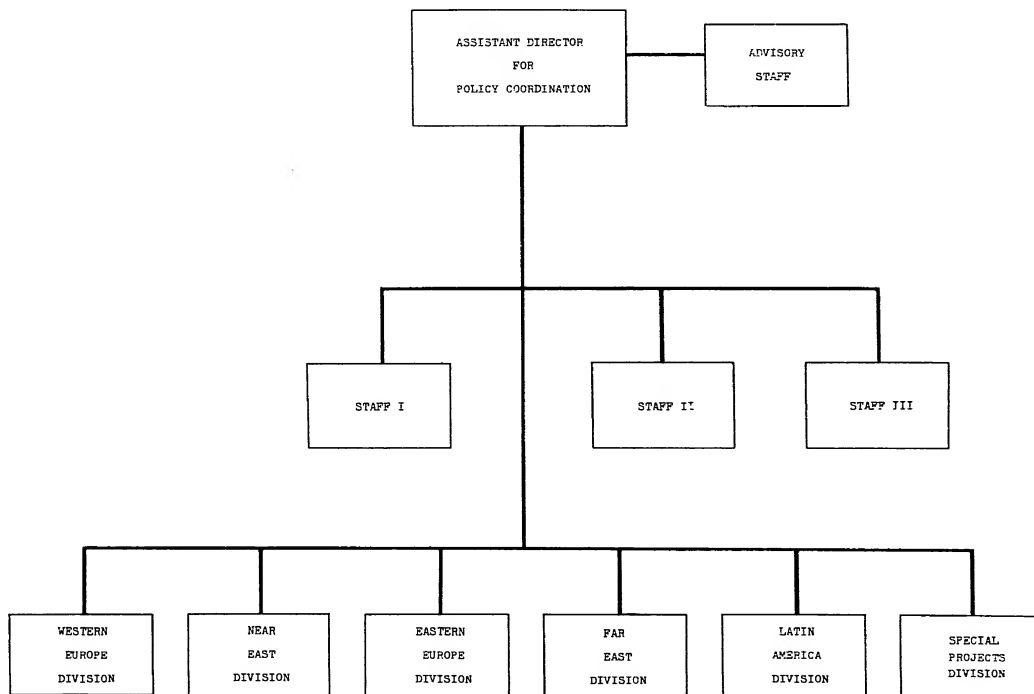 ASSISTANT DIRECTOR
FOR
POLICY COORDINATION
ADVISORY
STAFF
STAFF I
STAFF II
STAFF III
WESTERN
EUROPE
DIVISION
NEAR
EAST
DIVISION
EASTERN
EUROPE
DIVISION
FAR
EAST
DIVISION
LATIN
AMERICA
DIVISION
SPECIAL
PROJECTS
DIVISION